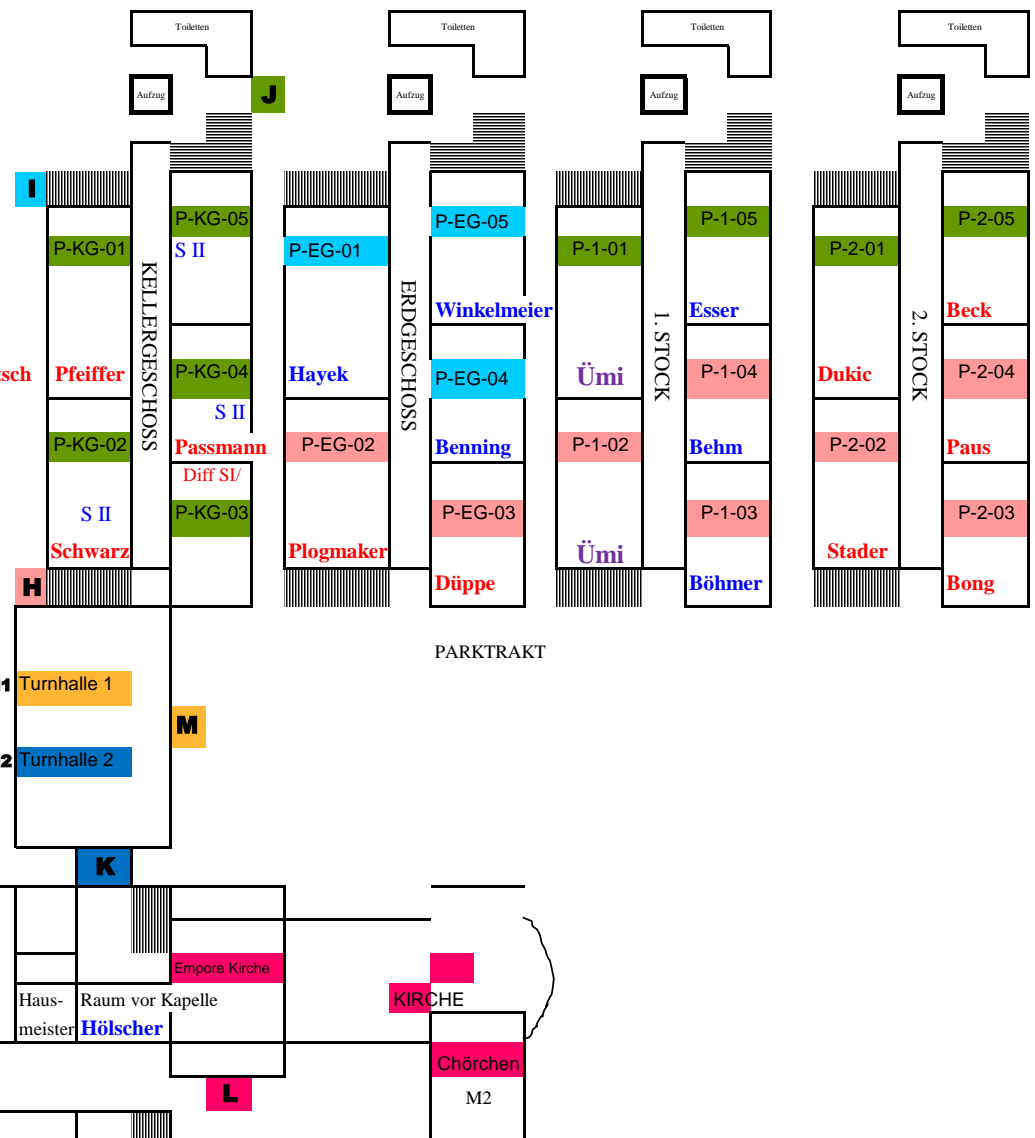 Toiletten
Toiletten
Toiletten
Toiletten
Aufzug
J
Aufzug
Aufzug
Aufzug
I
P-KG-05
P-EG-05
P-1-05
P-2-05
P-KG-01
S II
P-EG-01
P-1-01
P-2-01
KELLERGESCHOSS
ERDGESCHOSS
1. STOCK
2. STOCK
Winkelmeier
Esser
Beck
tsch
Pfeiffer
P-KG-04
Hayek
P-EG-04
Ümi
P-1-04
Dukic
P-2-04
S II
P-KG-02
Passmann
P-EG-02
Benning
P-1-02
Behm
P-2-02
Paus
Diff SI/
S II
P-KG-03
P-EG-03
P-1-03
P-2-03
Schwarz
Plogmaker
Ümi
Stader
H
Düppe
Böhmer
Bong
PARKTRAKT
1
Turnhalle 1
M
2
Turnhalle 2
K
Empore Kirche
Haus-
meister
Raum vor Kapelle
Hölscher
KIRCHE
Chörchen
L
M2